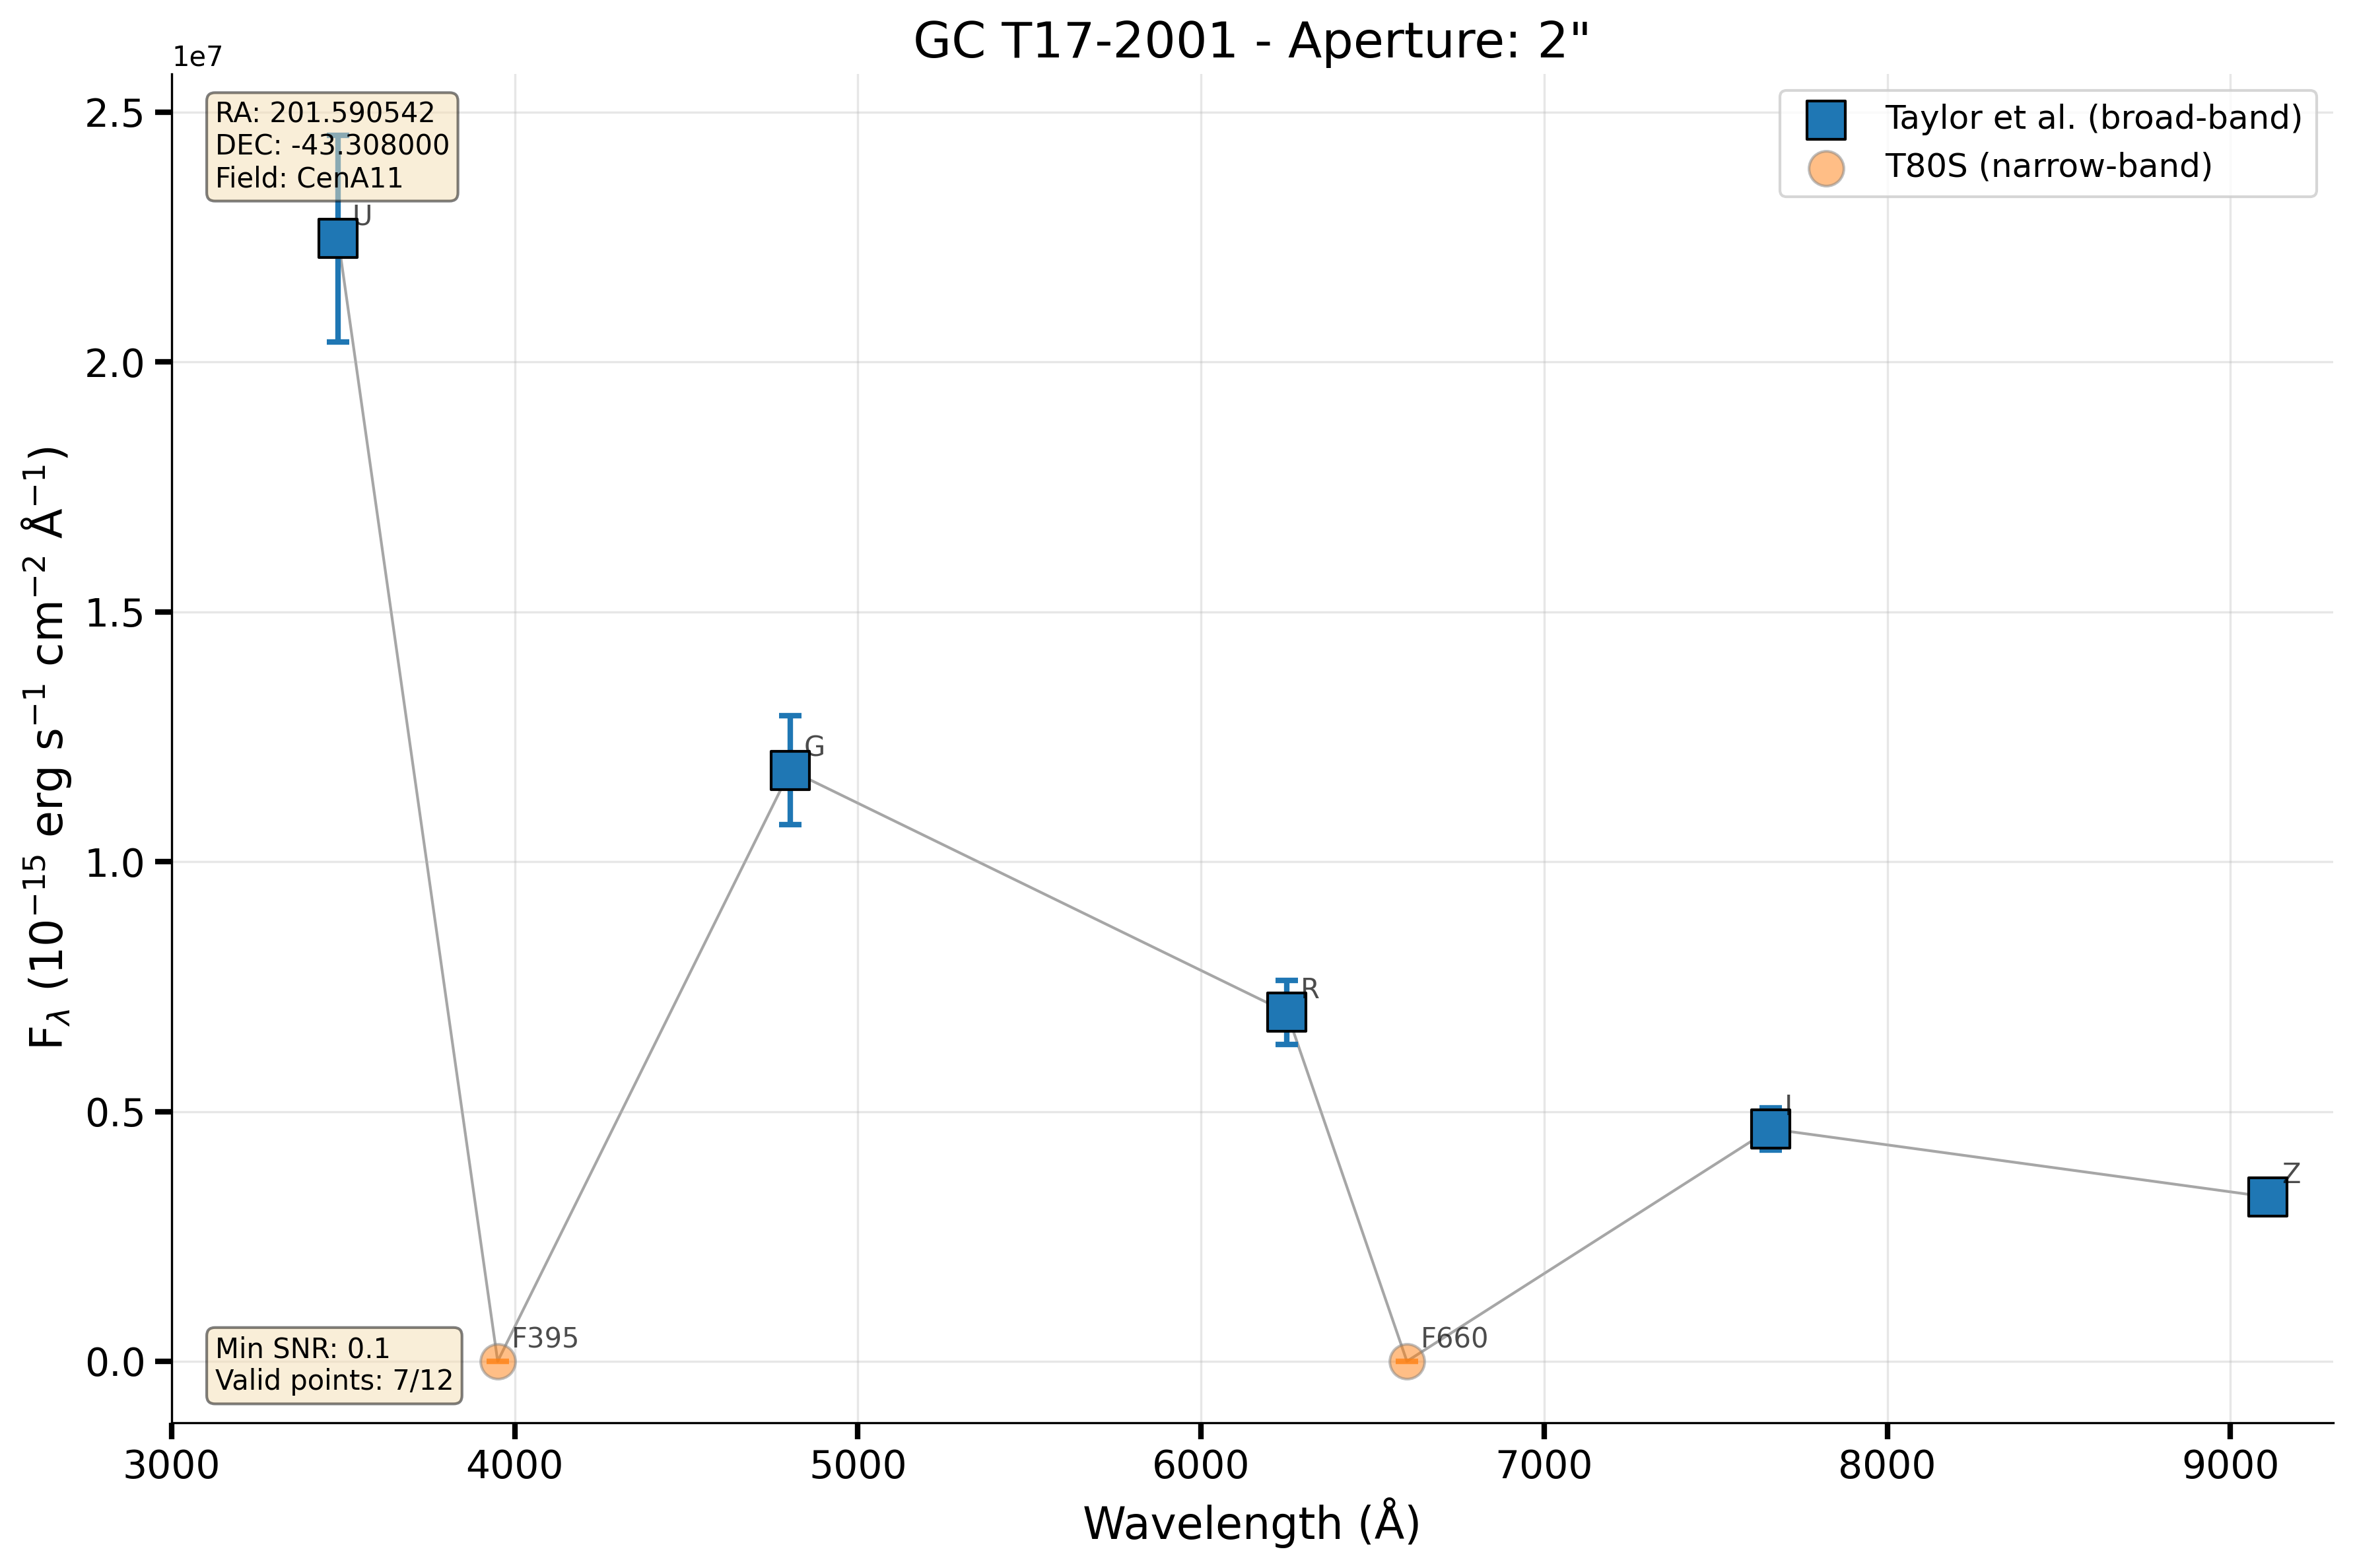 GC T17-2001 - Aperture: 2"
1e7
RA: 201.590542
DEC: -43.308000
Field: CenA11
Taylor et al. (broad-band)
T80S (narrow-band)
2.5
2.0
1.5
1.0
0.5
0.0
F_λ (10⁻¹⁵ erg s⁻¹ cm⁻² Å⁻¹)
U
G
R
I
Z
F395
F660
Min SNR: 0.1
Valid points: 7/12
3000 4000 5000 6000 7000 8000 9000
Wavelength (Å)